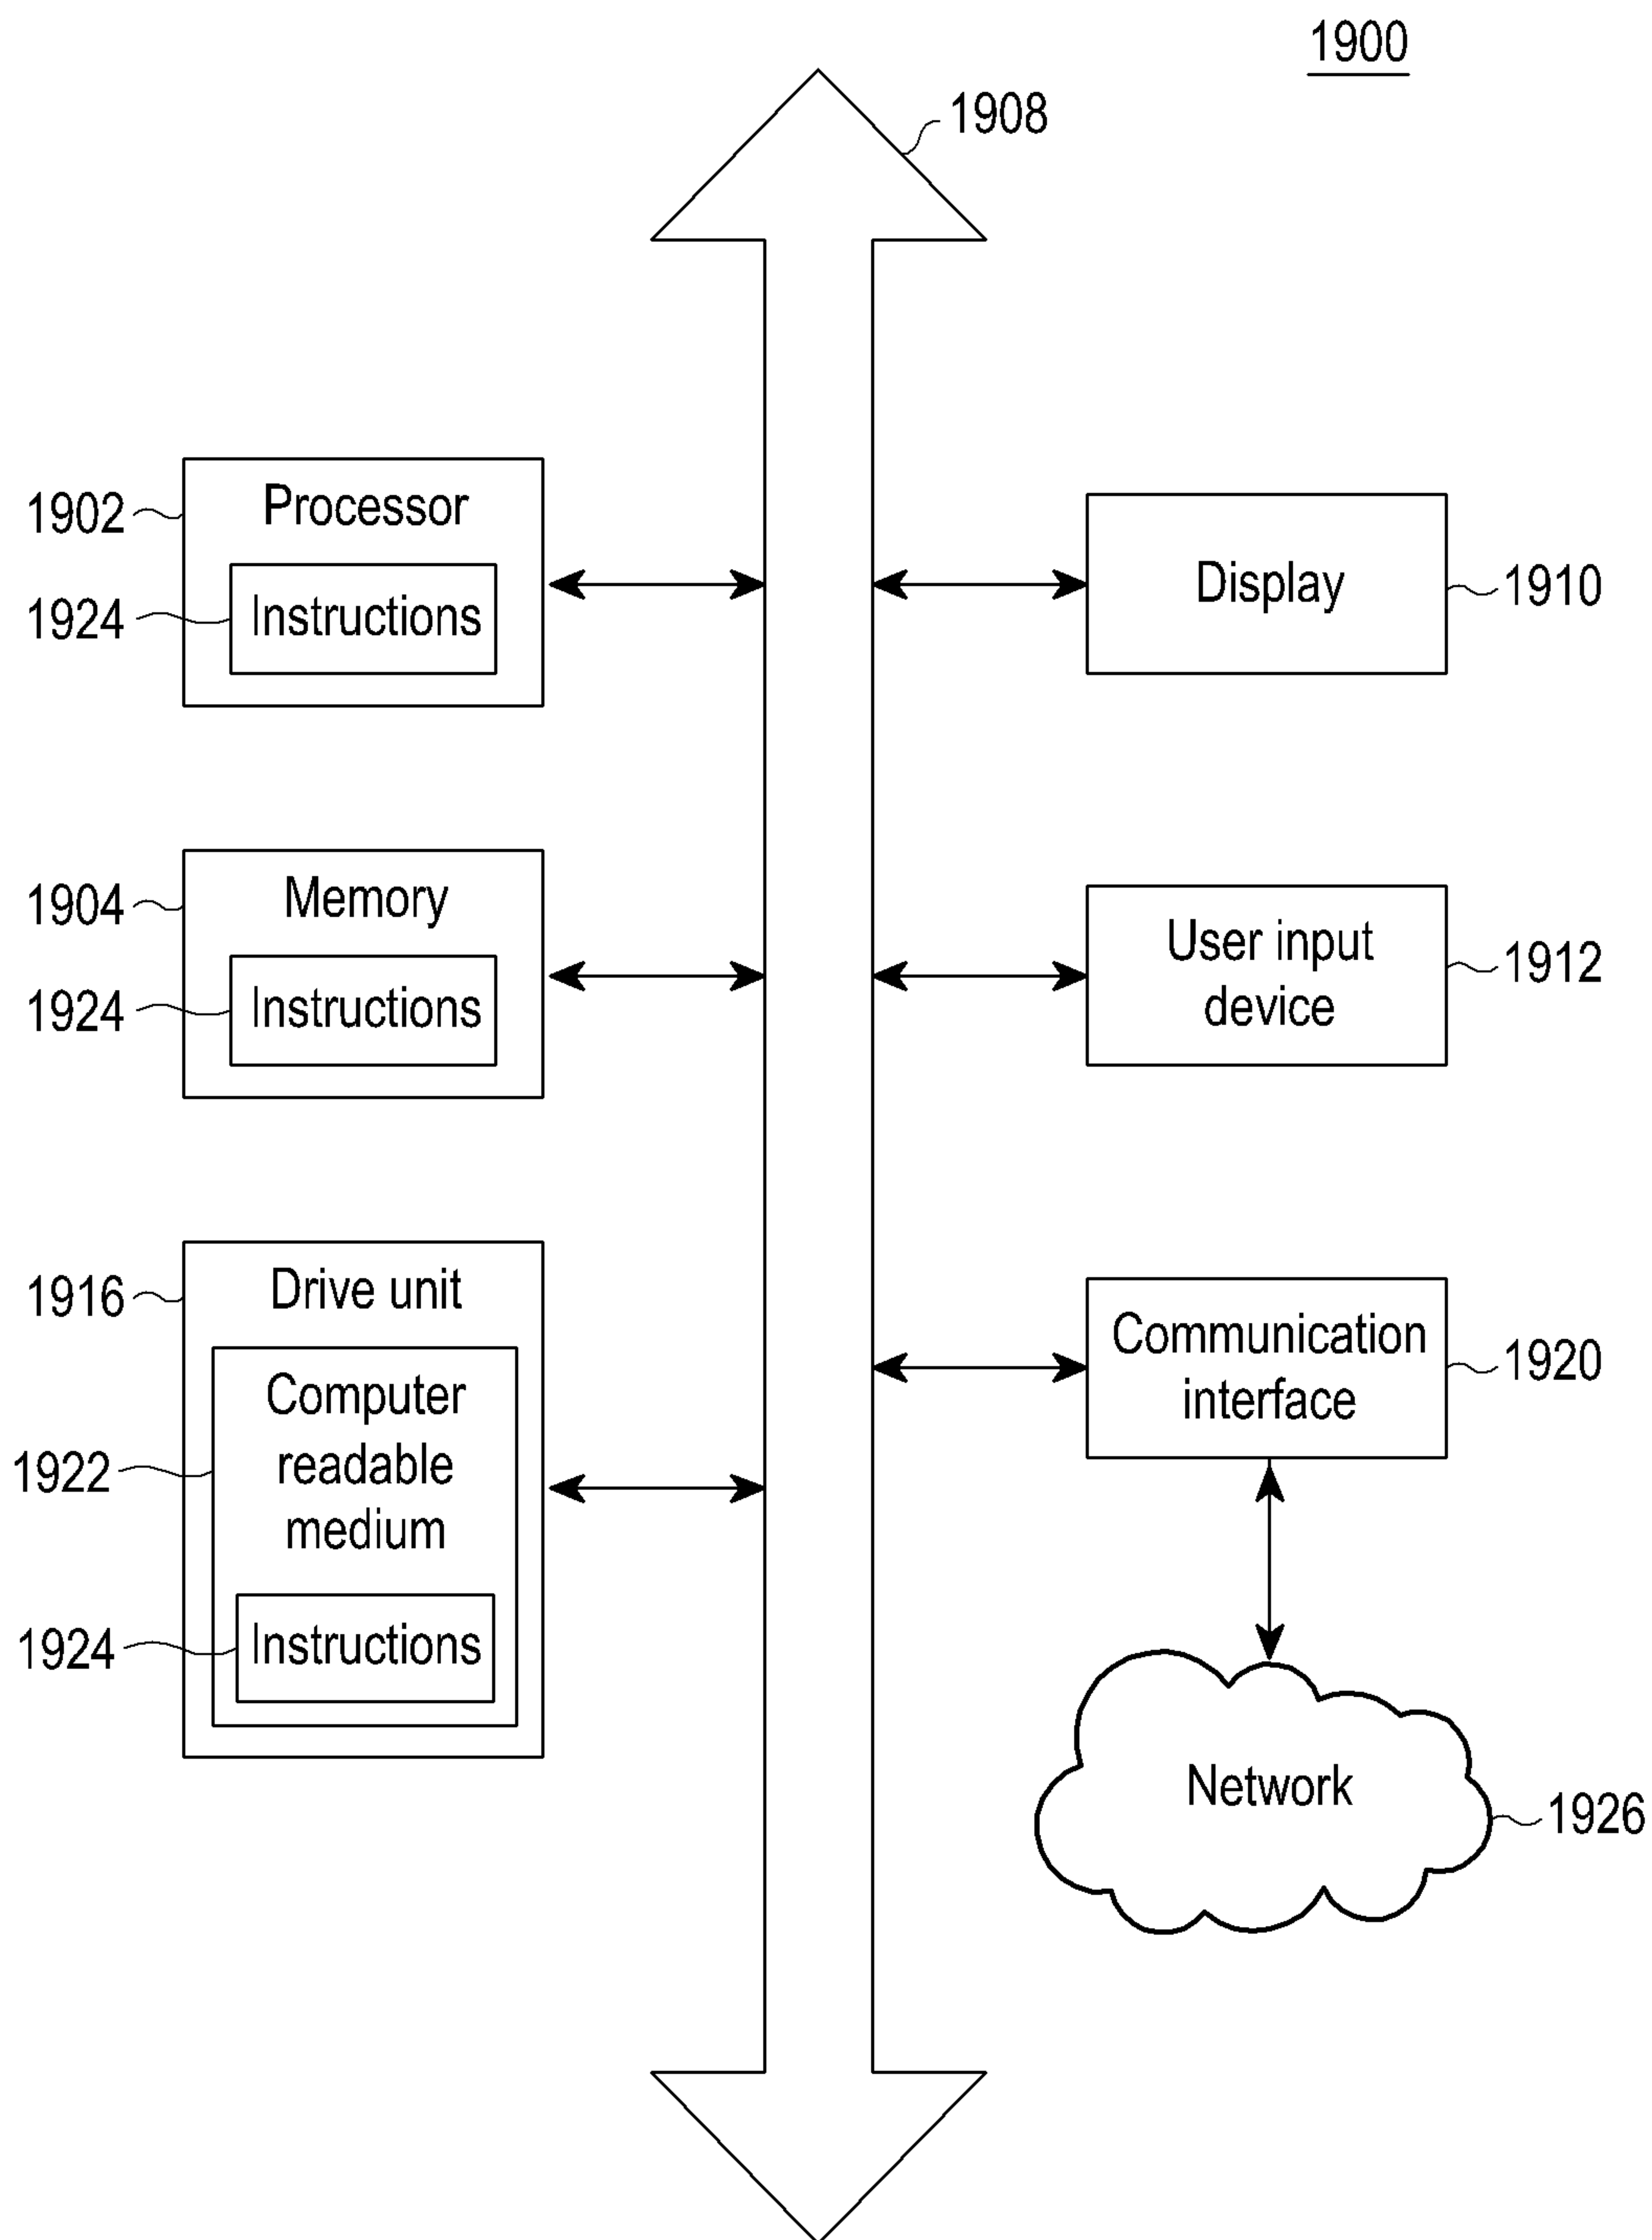 1900
1908
1902
Processor
1924
Instructions
Display
1910
1904
Memory
1924
Instructions
User input
device
1912
1916
Drive unit
1922
Computer
readable
medium
1924
Instructions
Communication
interface
1920
Network
1926